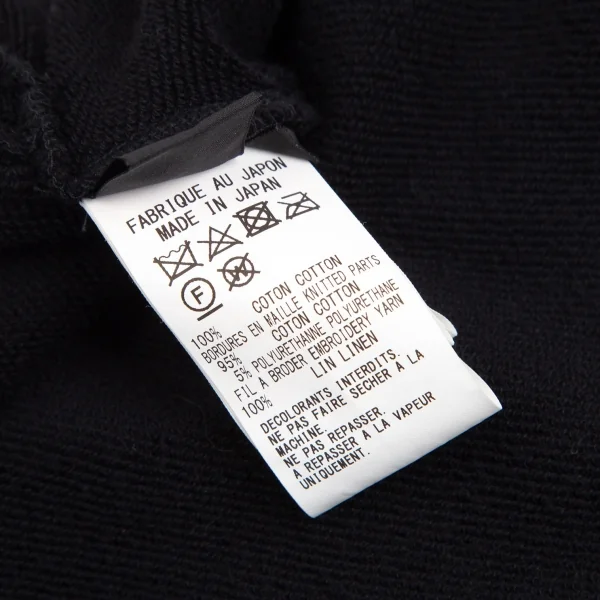 FABRIQUE AU JAPON
MADE IN JAPAN
F
W
100% COTON COTTON
BORDURES EN MAILLE KNITTED PARTS
95% COTON COTTON
5% POLYURETHANNE POLYURETHANE
FIL A BRODER EMBROIDERY YARN
100% LIN LINEN
DECOLORANTS INTERDITS.
NE PAS FAIRE SECHER A LA
MACHINE.
NE PAS REPASSER.
A REPASSER A LA VAPEUR
UNIQUEMENT.